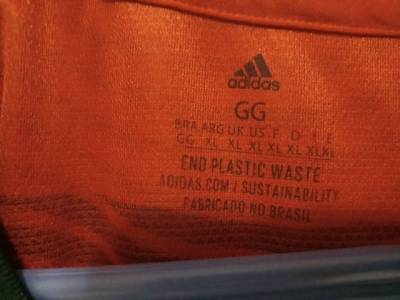 adidas
GG
BRA ARG UK US F D I E
GG XL XL XL XL XL XL XL
END PLASTIC WASTE
ADIDAS.COM / SUSTAINABILITY
FABRICADO NO BRASIL